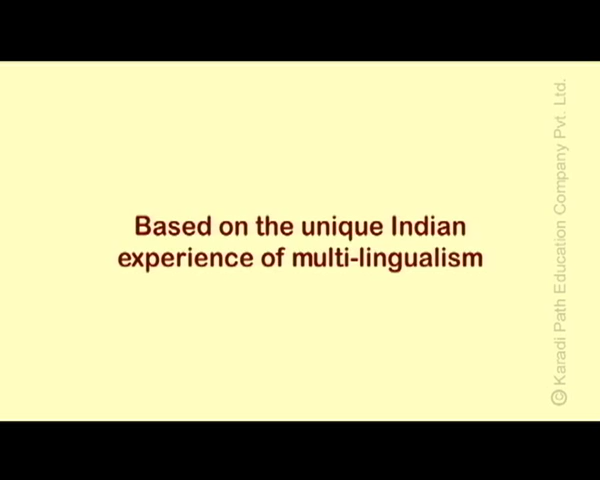 Based on the unique Indian
experience of multi-lingualism
© Karadi Path Education Company Pvt. Ltd.